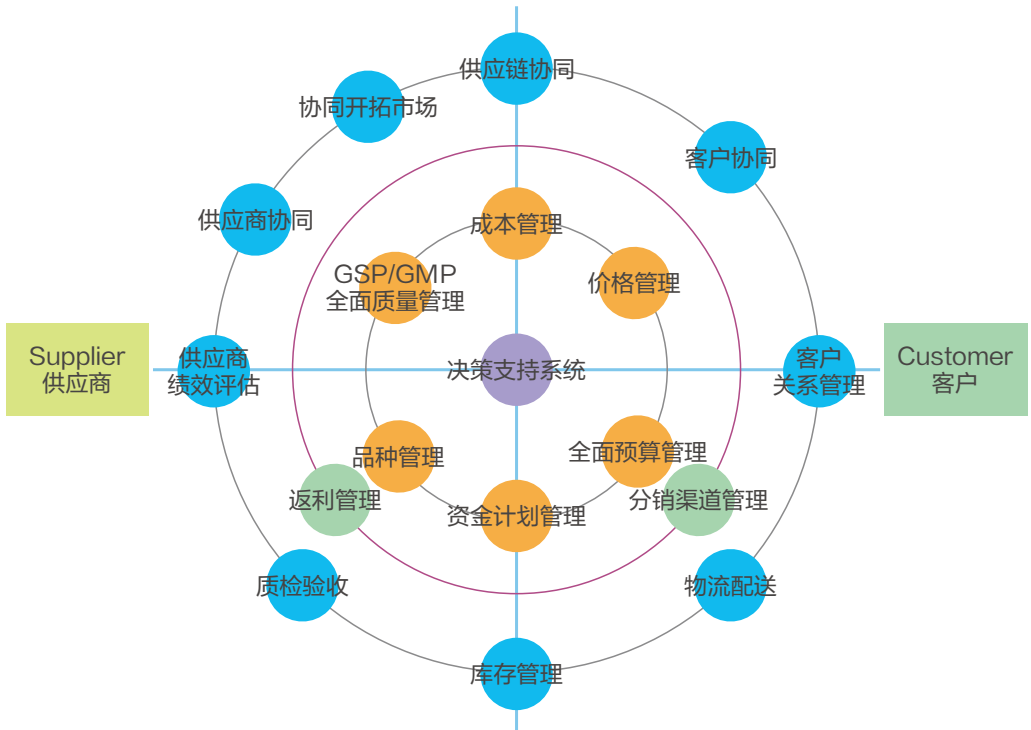 供应链协同
协同开拓市场
客户协同
供应商协同
成本管理
GSP/GMP
全面质量管理
价格管理
Supplier
供应商
供应商
绩效评估
决策支持系统
客户
关系管理
Customer
客户
品种管理
全面预算管理
返利管理
资金计划管理
分销渠道管理
质检验收
物流配送
库存管理